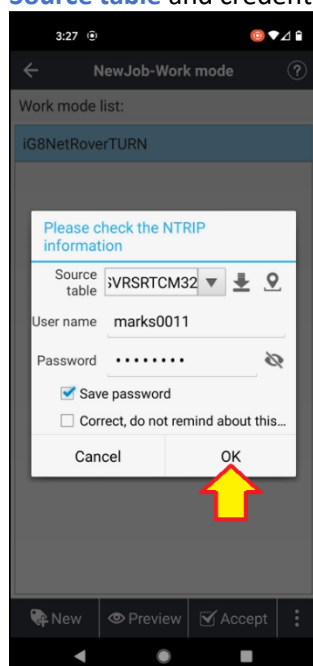 Source table and credent
3:27
NewJob-Work mode
Work mode list:
iG8NetRoverTURN
Please check the NTRIP
information
Source
table
VRSRTCM32
User name
marks0011
Password
••••••••
Save password
Correct, do not remind about this...
Cancel
OK
New
Preview
Accept